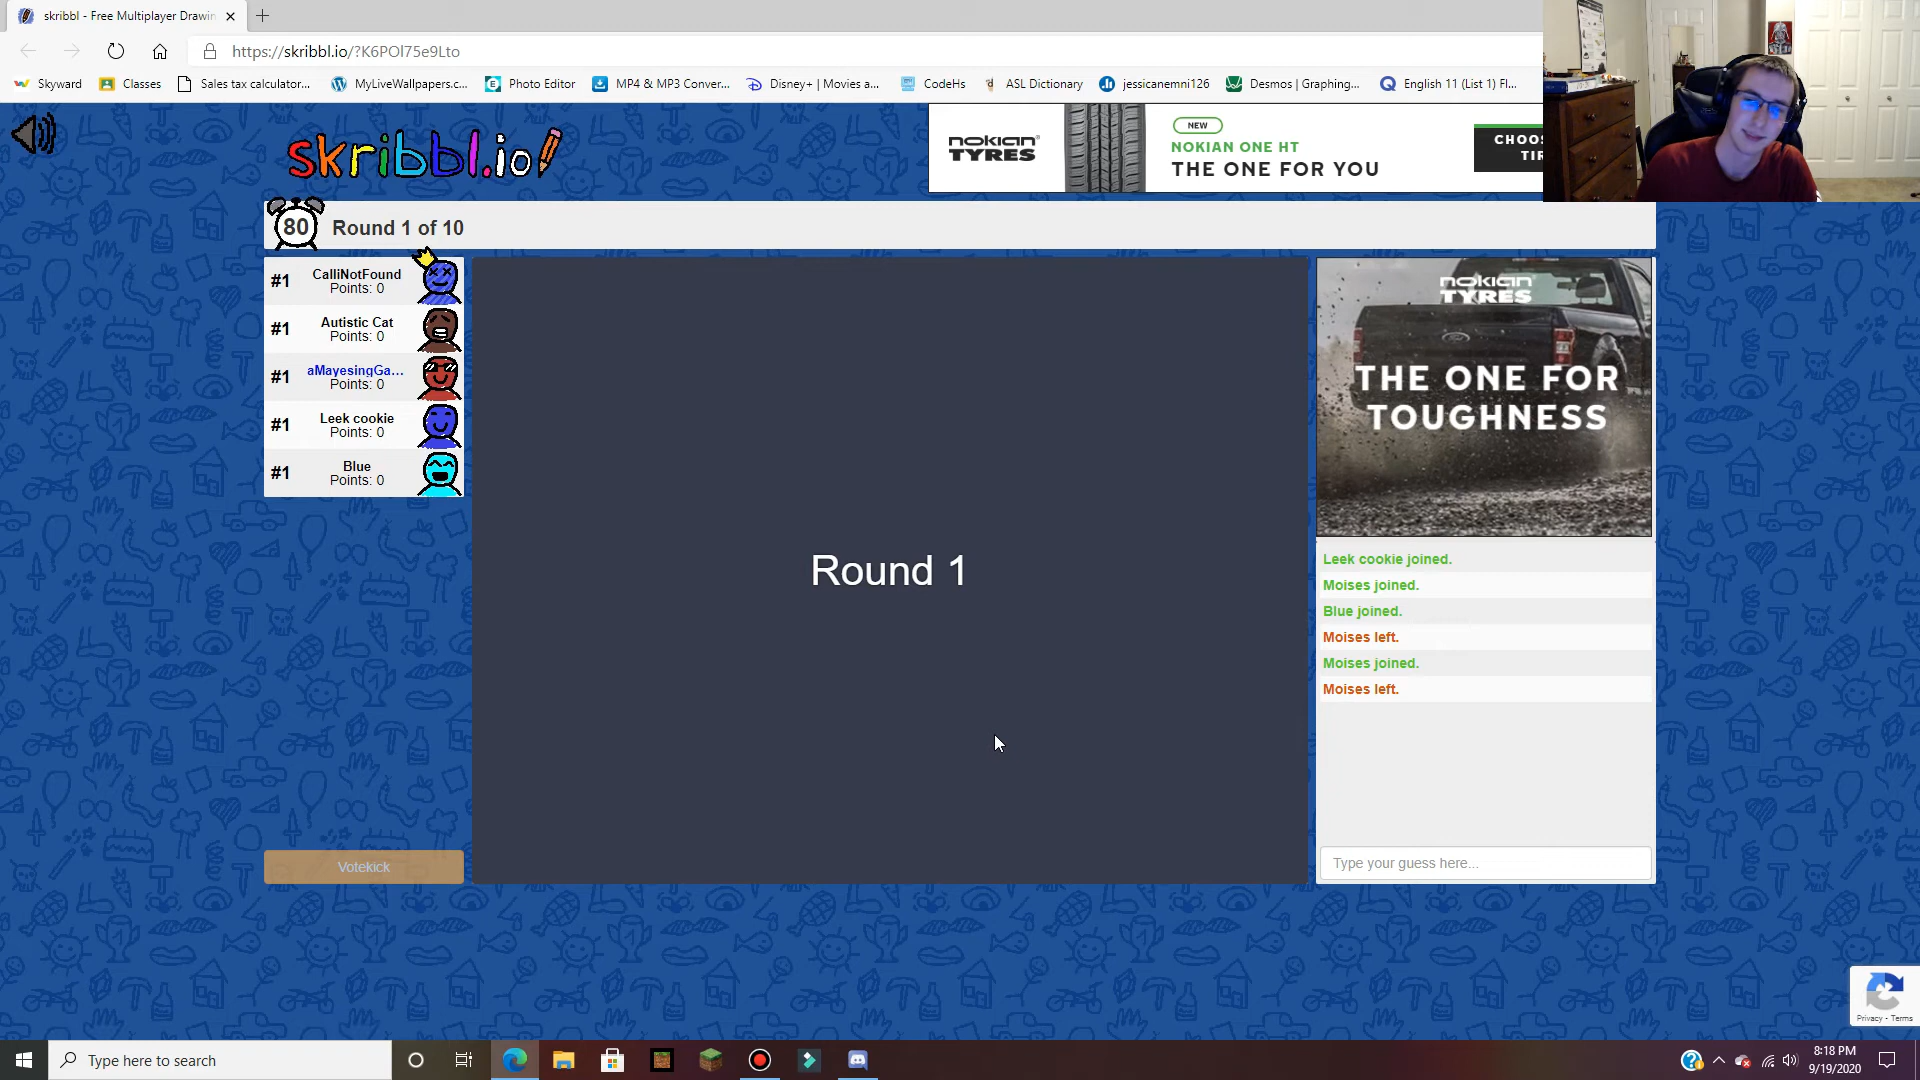 skribbl - Free Multiplayer Drawin
https://skribbl.io/?K6POl75e9Lto
Skyward
Classes
Sales tax calculator...
MyLiveWallpapers.c...
Photo Editor
MP4 & MP3 Conver...
Disney+ | Movies a...
CodeHs
ASL Dictionary
jessicanemni126
Desmos | Graphing...
English 11 (List 1) Fl...
skribbl.io
nokian
TYRES
NEW
NOKIAN ONE HT
THE ONE FOR YOU
CHOO
TIR
80
Round 1 of 10
#1
CalliNotFound
Points: 0
#1
Autistic Cat
Points: 0
#1
aMayesingGa...
Points: 0
#1
Leek cookie
Points: 0
#1
Blue
Points: 0
Votekick
Round 1
nokian
TYRES
THE ONE FOR
TOUGHNESS
Leek cookie joined.
Moises joined.
Blue joined.
Moises left.
Moises joined.
Moises left.
Type your guess here...
Privacy - Terms
Type here to search
8:18 PM
9/19/2020